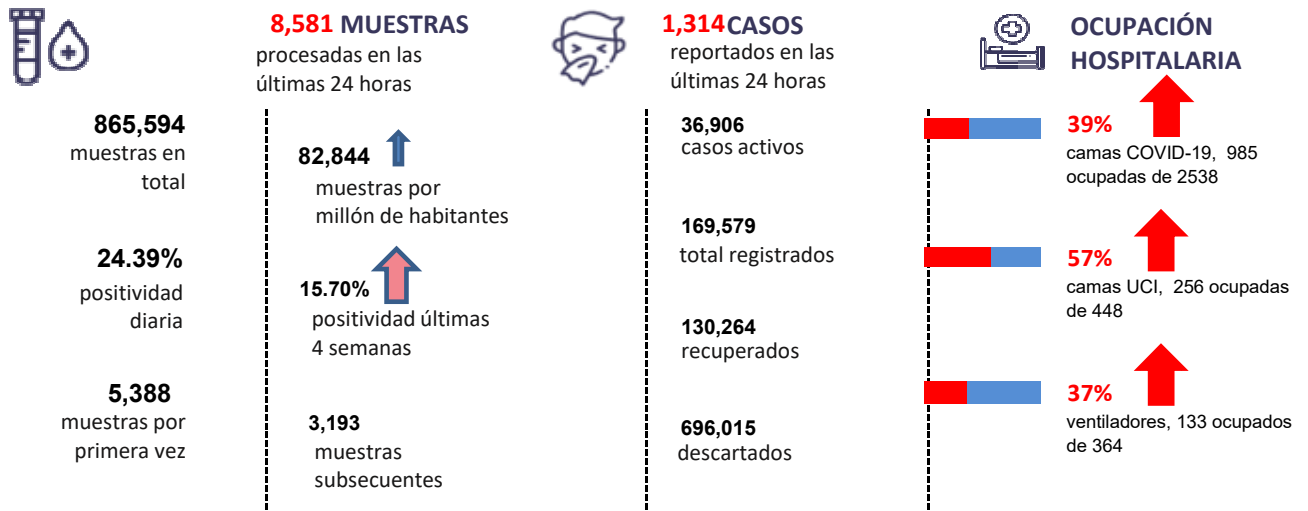 8,581 MUESTRAS
procesadas en las
últimas 24 horas
865,594
muestras en
total
82,844
muestras por
millón de habitantes
24.39%
positividad
diaria
15.70%
positividad últimas
4 semanas
5,388
muestras por
primera vez
3,193
muestras
subsecuentes
1,314 CASOS
reportados en las
últimas 24 horas
36,906
casos activos
169,579
total registrados
130,264
recuperados
696,015
descartados
OCUPACIÓN
HOSPITALARIA
39%
camas COVID-19, 985
ocupadas de 2538
57%
camas UCI, 256 ocupadas
de 448
37%
ventiladores, 133 ocupados
de 364